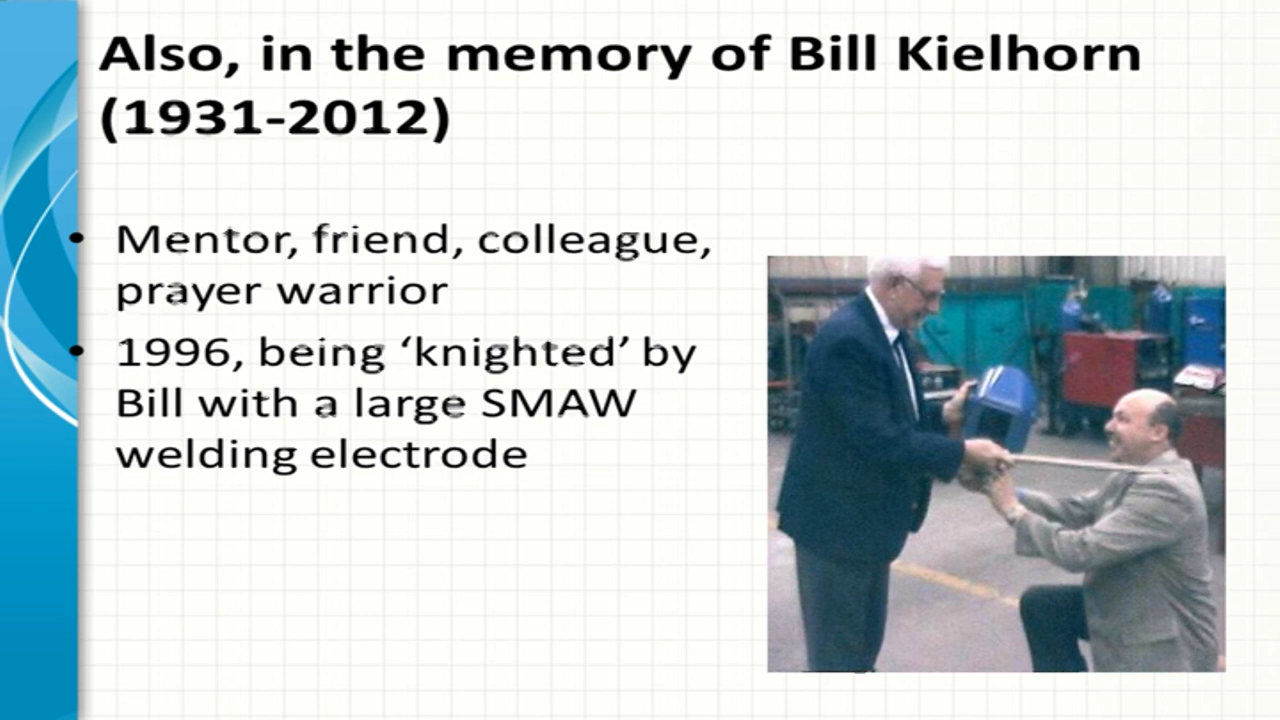 Also, in the memory of Bill Kielhorn
(1931-2012)
• Mentor, friend, colleague,
prayer warrior
• 1996, being ‘knighted’ by
Bill with a large SMAW
welding electrode